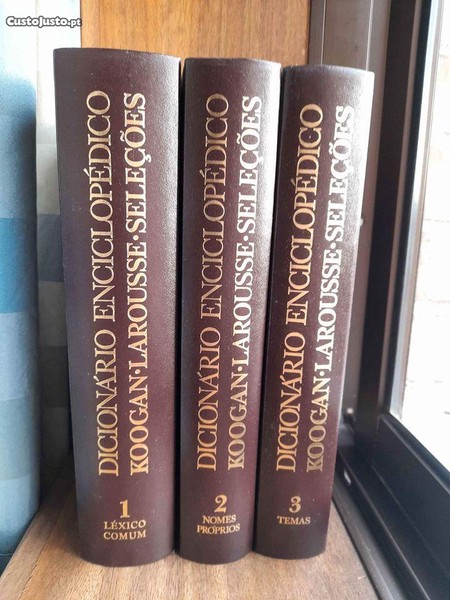 CustoJusto.pt
DICIONÁRIO ENCICLOPÉDICO
KOOGAN·LAROUSSE·SELEÇÕES
1
LÉXICO
COMUM
DICIONÁRIO ENCICLOPÉDICO
KOOGAN·LAROUSSE·SELEÇÕES
2
NOMES
PRÓPRIOS
DICIONÁRIO ENCICLOPÉDICO
KOOGAN·LAROUSSE·SELEÇÕES
3
TEMAS